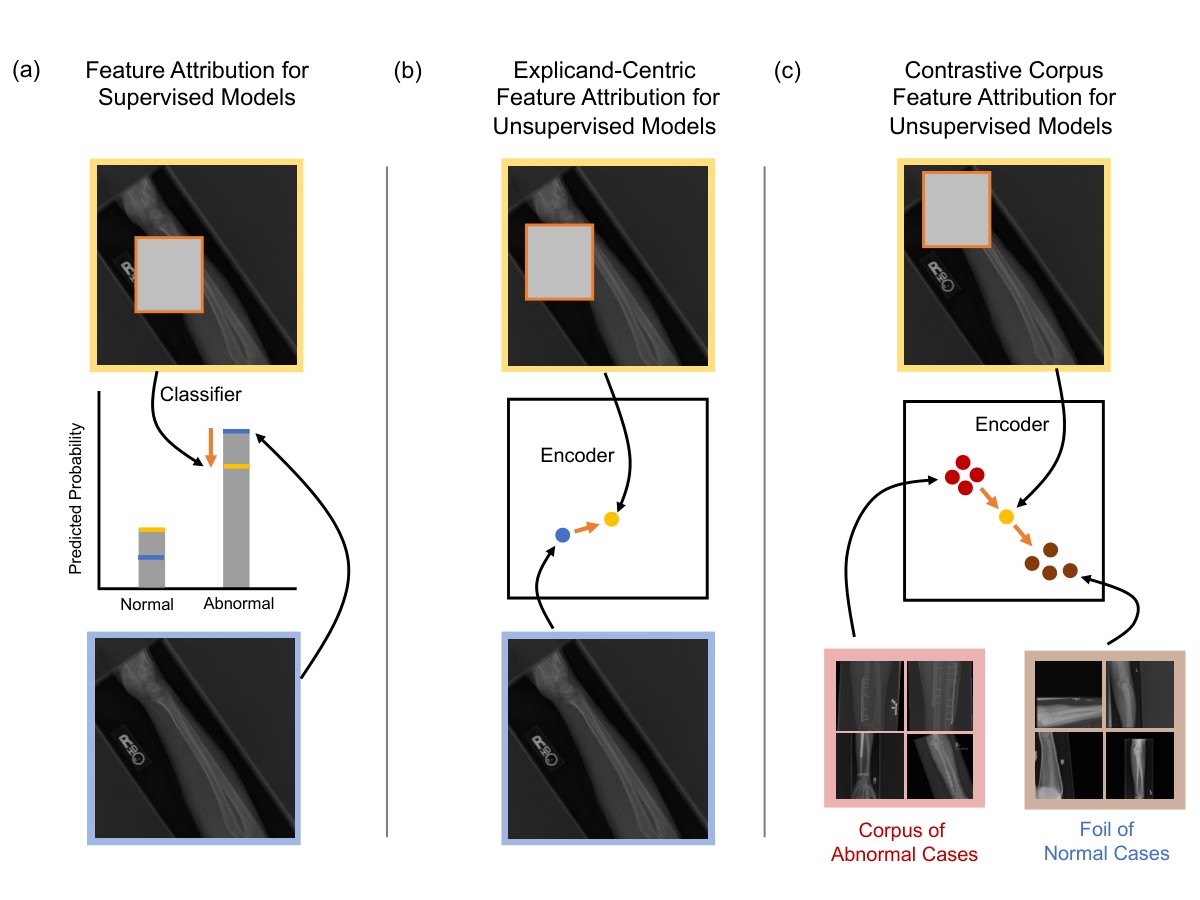 (a)
Feature Attribution for
Supervised Models
(b)
Explicand-Centric
Feature Attribution for
Unsupervised Models
(c)
Contrastive Corpus
Feature Attribution for
Unsupervised Models
Classifier
Predicted Probability
Normal
Abnormal
Encoder
Encoder
Corpus of
Abnormal Cases
Foil of
Normal Cases